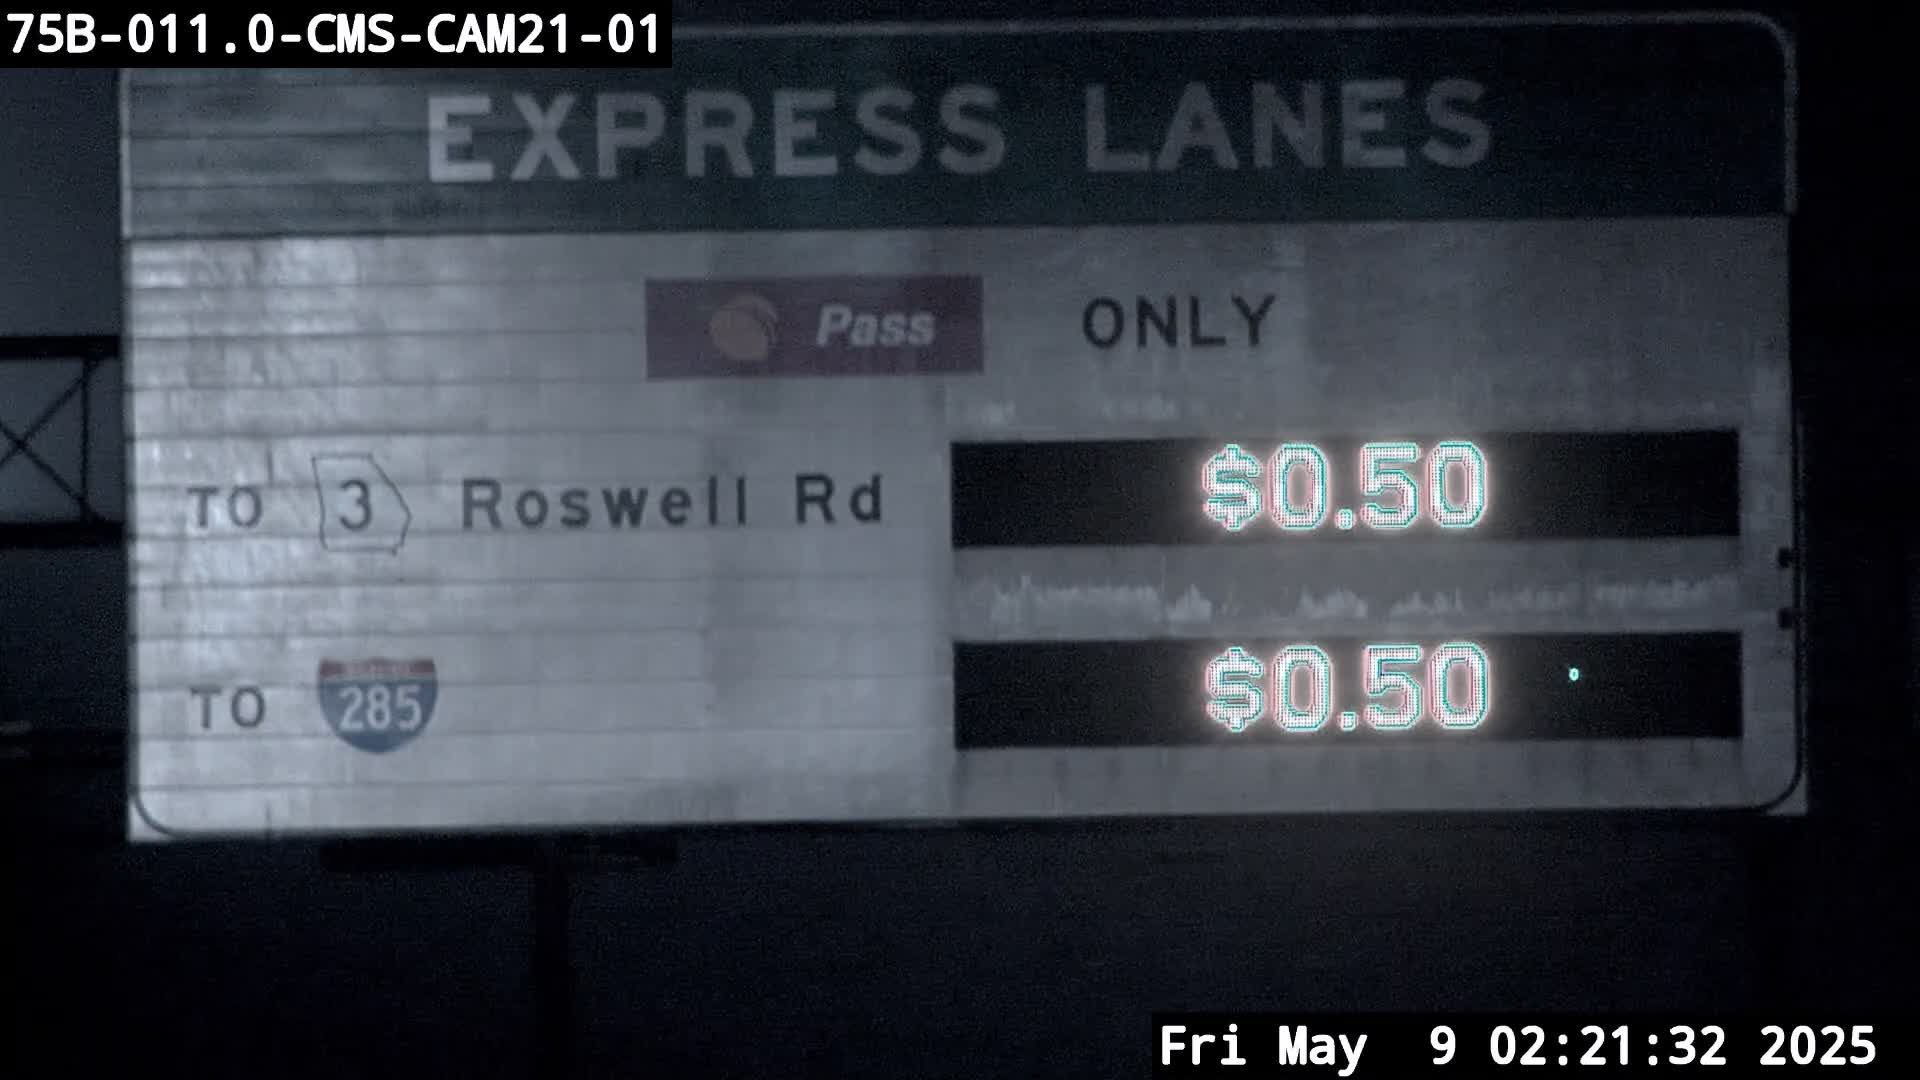 75B-011.0-CMS-CAM21-01
EXPRESS LANES
Pass ONLY
TO 3 Roswell Rd $0.50
TO 285 $0.50
Fri May 9 02:21:32 2025